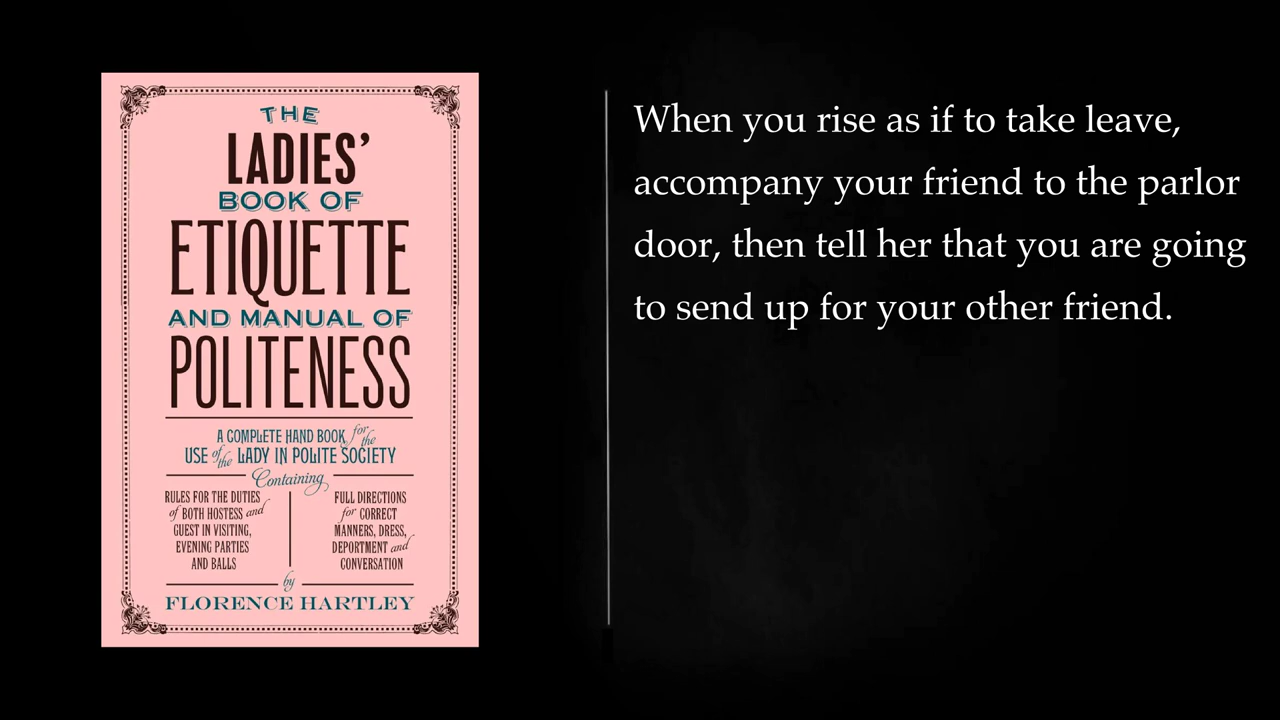 THE
LADIES'
BOOK OF
ETIQUETTE
AND MANUAL OF
POLITENESS
A COMPLETE HAND BOOK for the
USE of the LADY IN POLITE SOCIETY
Containing
RULES FOR THE DUTIES
of BOTH HOSTESS and
GUEST IN VISITING,
EVENING PARTIES
AND BALLS
FULL DIRECTIONS
for CORRECT
MANNERS, DRESS,
DEPORTMENT and
CONVERSATION
by
FLORENCE HARTLEY
When you rise as if to take leave,
accompany your friend to the parlor
door, then tell her that you are going
to send up for your other friend.